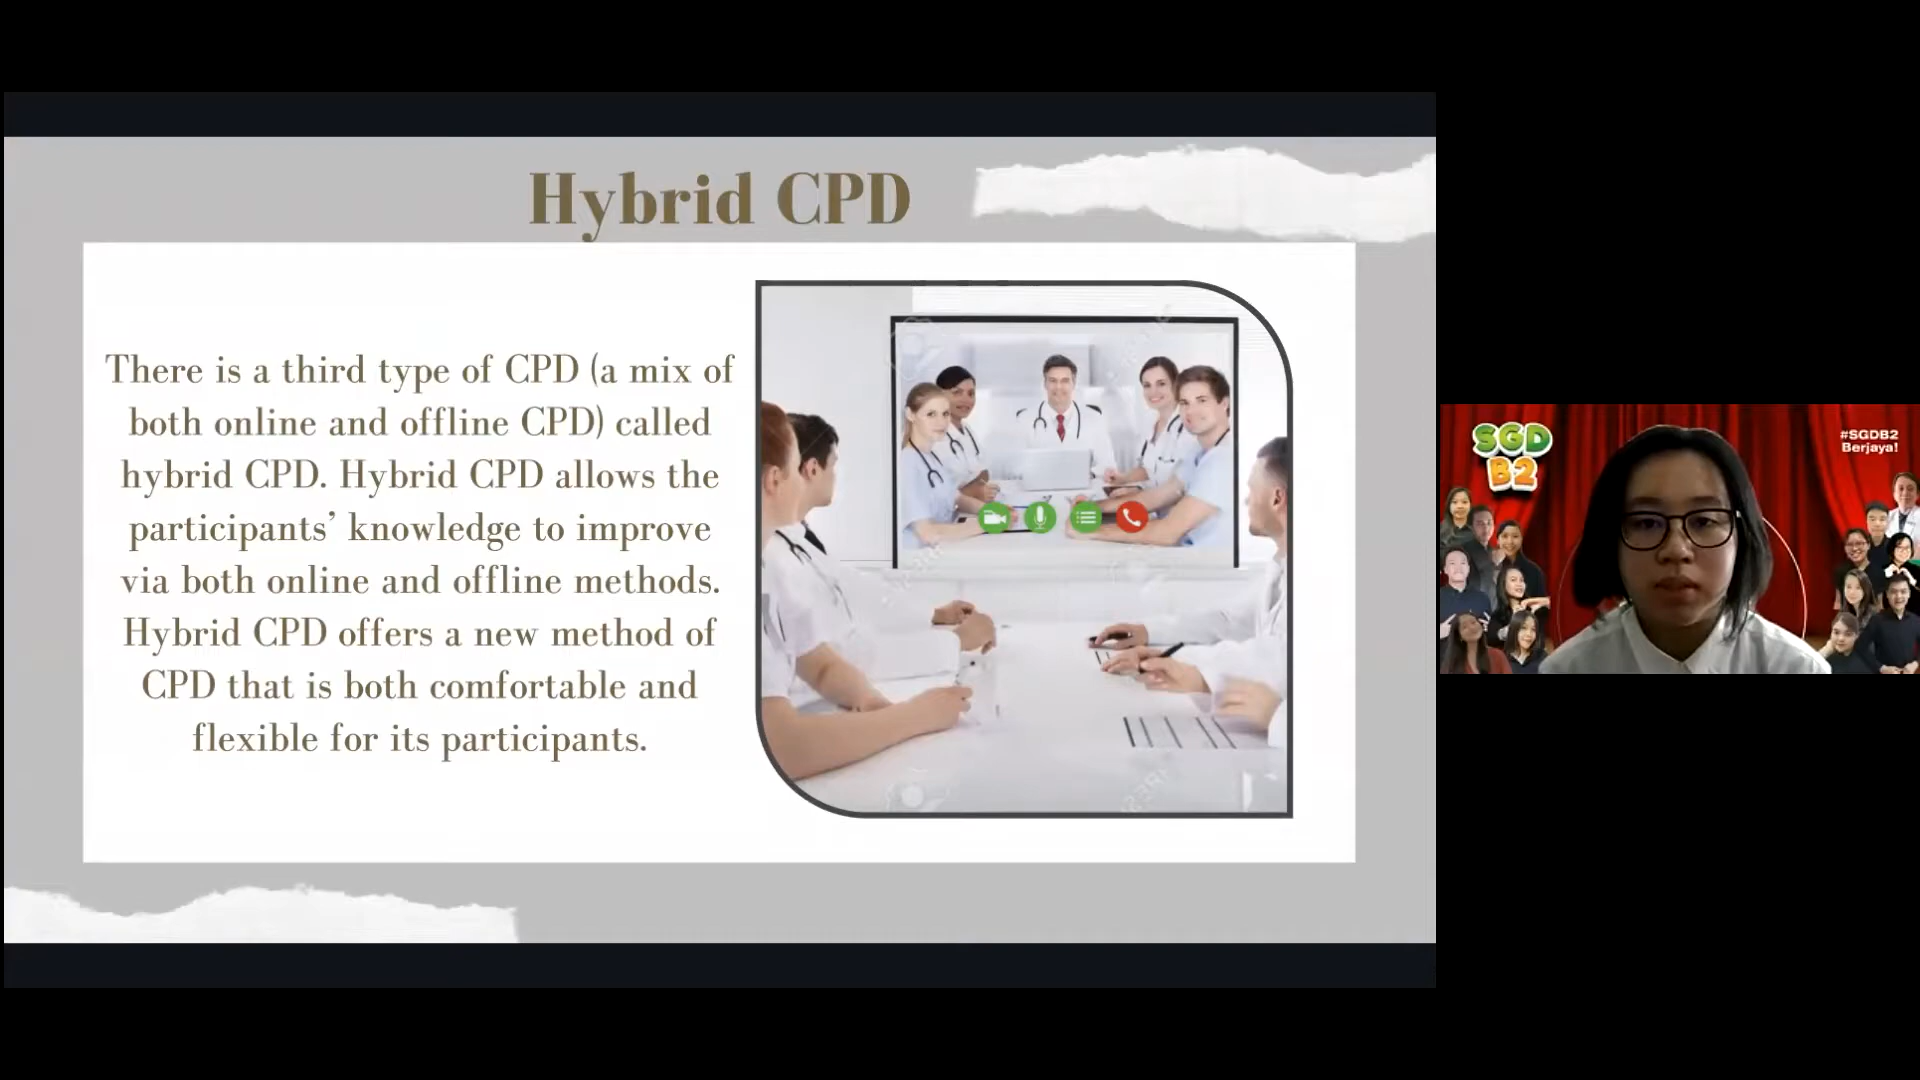 Hybrid CPD
There is a third type of CPD (a mix of
both online and offline CPD) called
hybrid CPD. Hybrid CPD allows the
participants’ knowledge to improve
via both online and offline methods.
Hybrid CPD offers a new method of
CPD that is both comfortable and
flexible for its participants.
SGD
B2
#SGDB2
Berjaya!